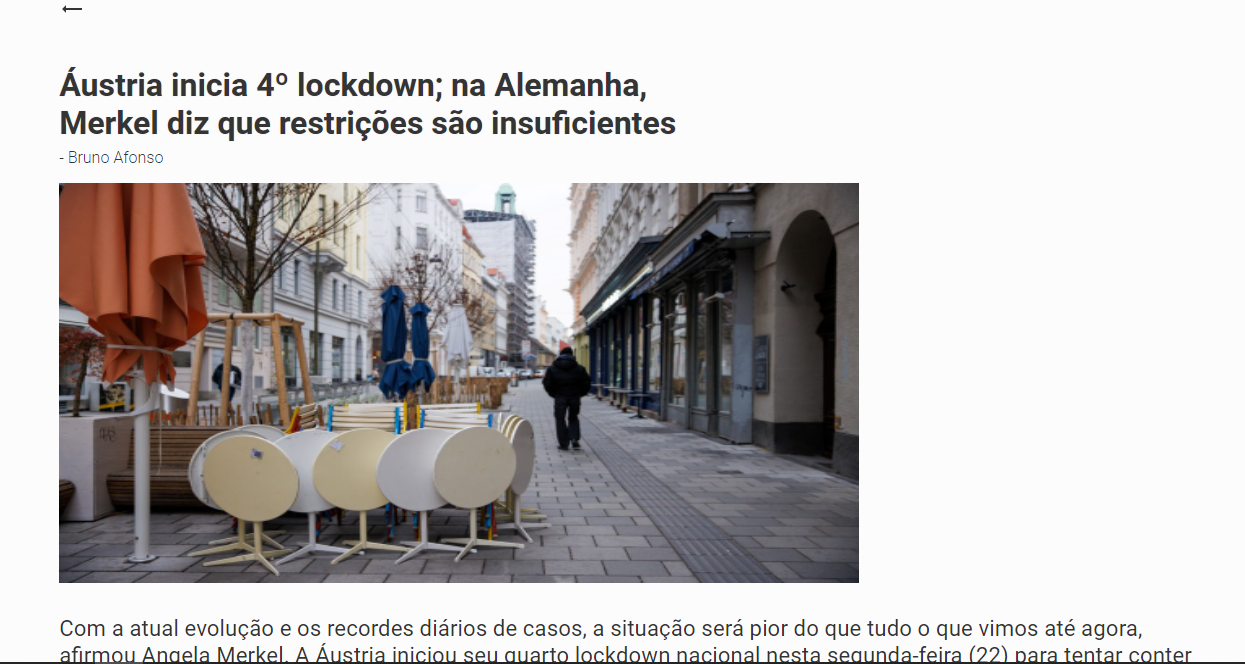 Áustria inicia 4º lockdown; na Alemanha,
Merkel diz que restrições são insuficientes
- Bruno Afonso
Com a atual evolução e os recordes diários de casos, a situação será pior do que tudo o que vimos até agora,
afirmou Angela Merkel. A Áustria iniciou seu quarto lockdown nacional nesta segunda-feira (22) para tentar conter